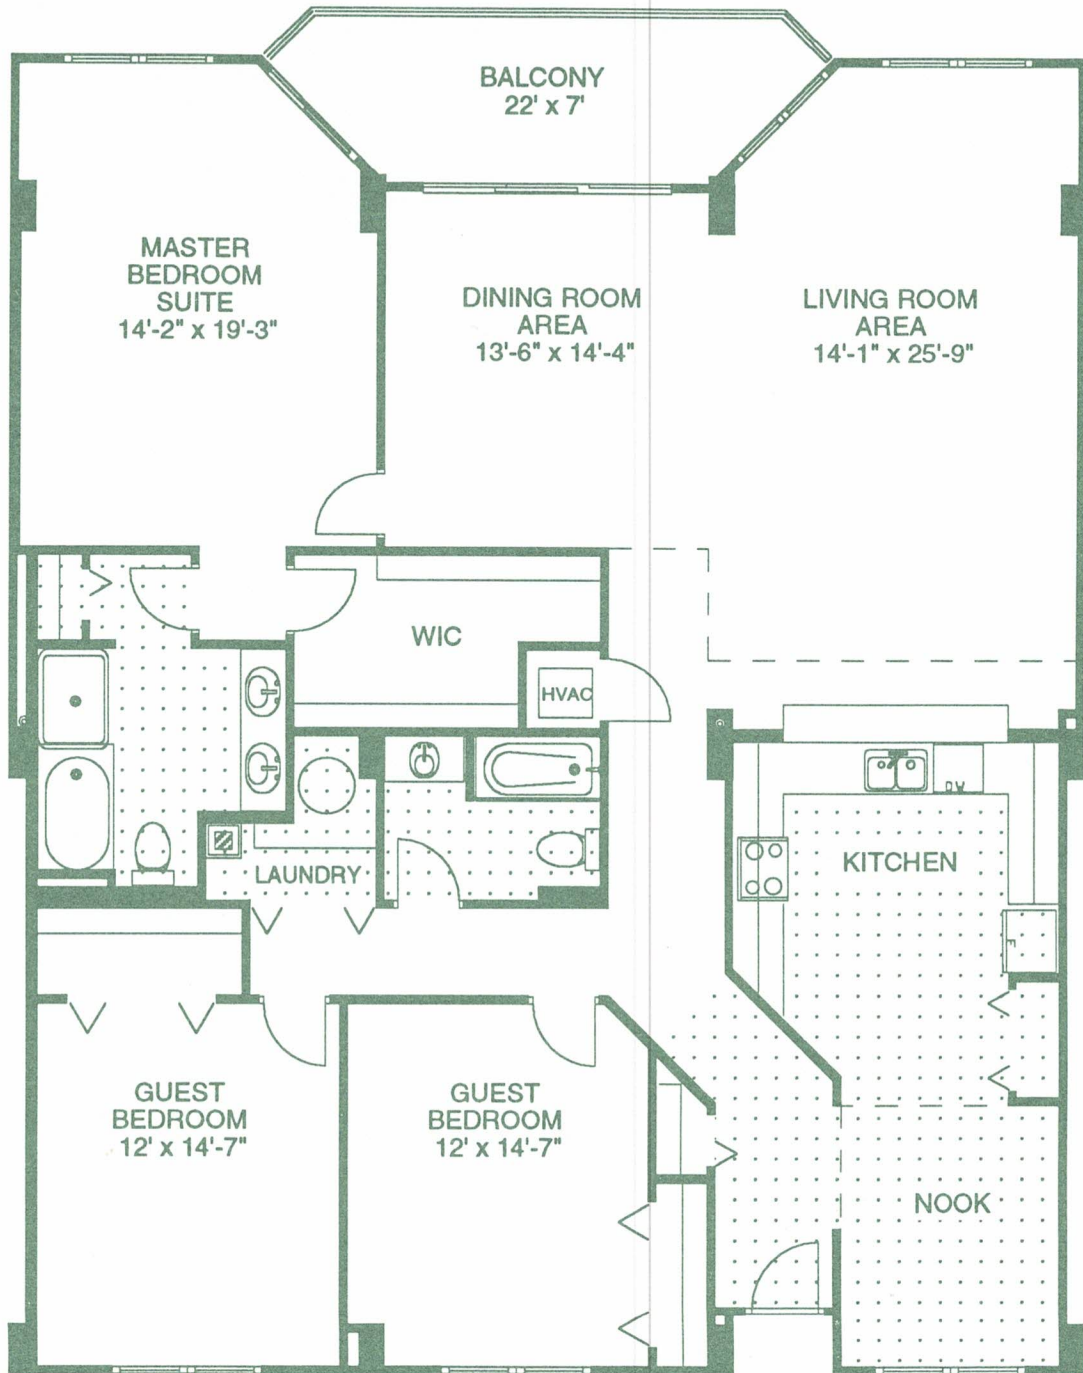 BALCONY
22' x 7'
MASTER
BEDROOM
SUITE
14'-2" x 19'-3"
DINING ROOM
AREA
13'-6" x 14'-4"
LIVING ROOM
AREA
14'-1" x 25'-9"
WIC
HVAC
DW
KITCHEN
LAUNDRY
F
GUEST
BEDROOM
12' x 14'-7"
GUEST
BEDROOM
12' x 14'-7"
NOOK